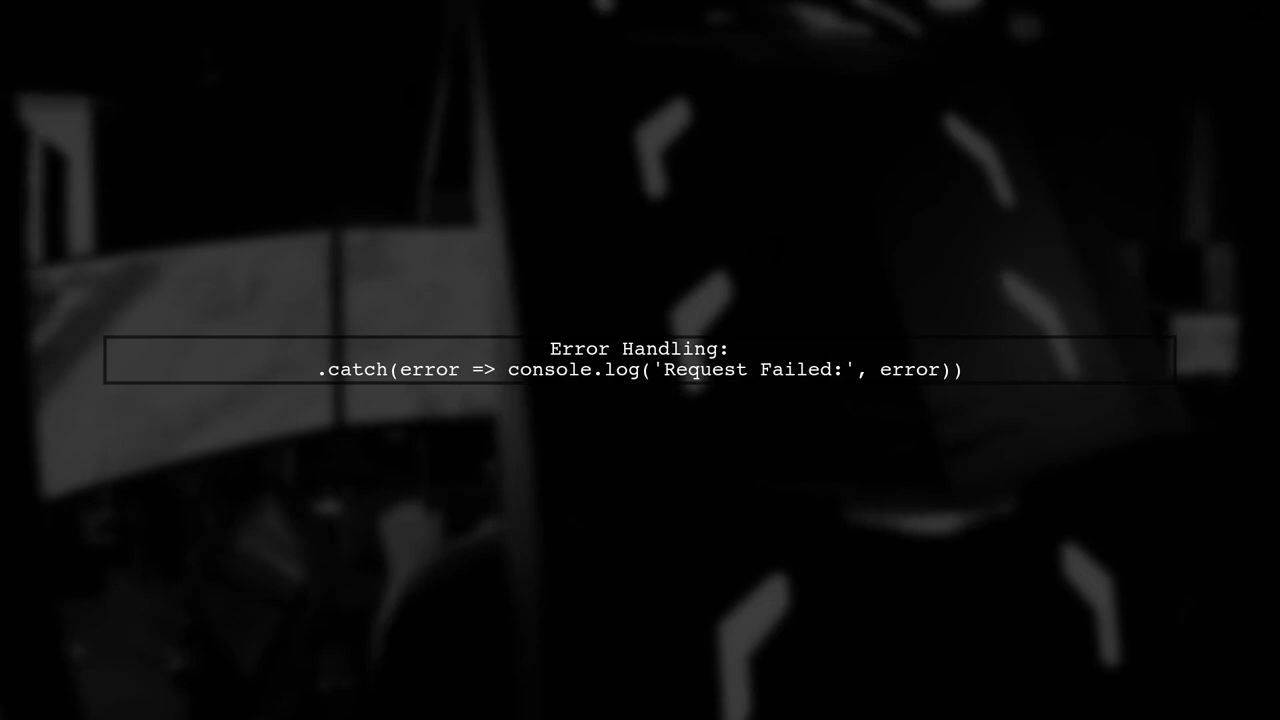 Error Handling:
.catch(error => console.log('Request Failed:', error))